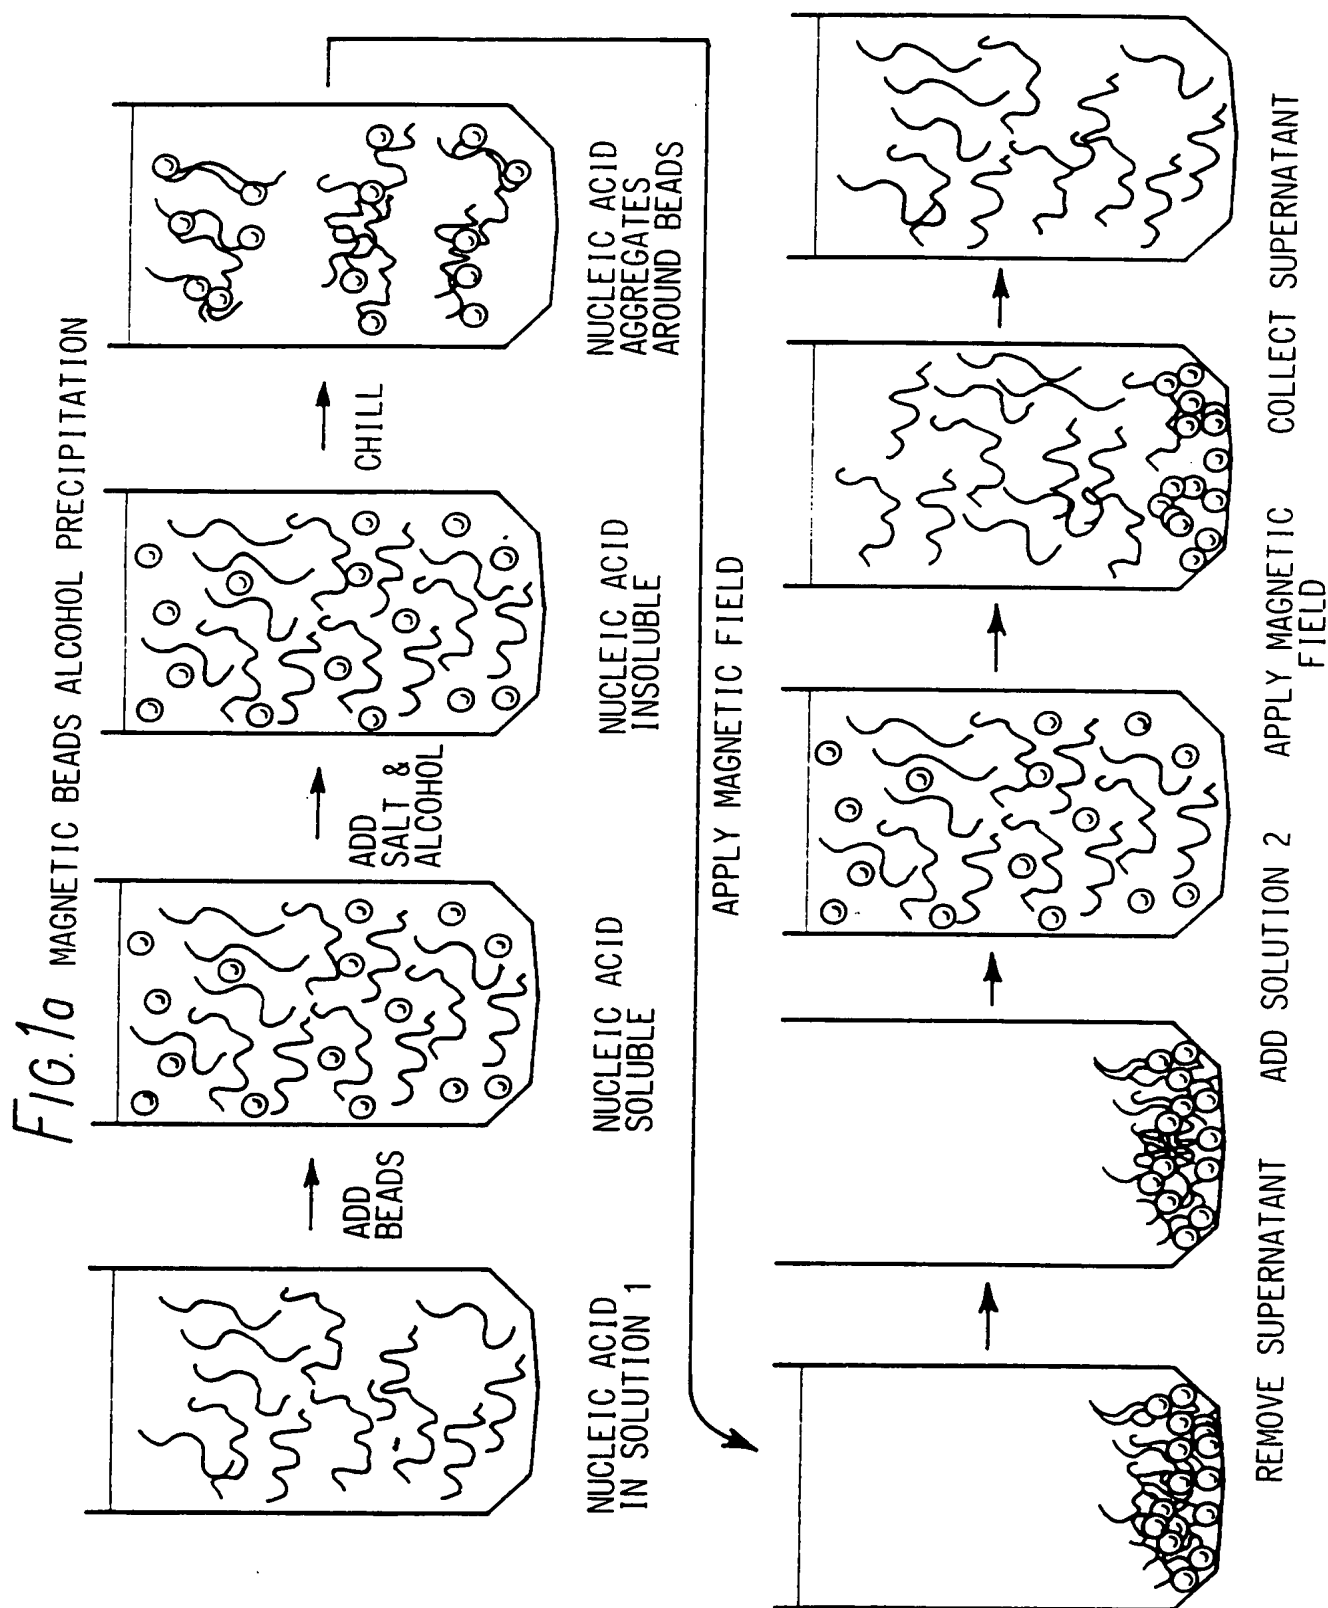 FIG.1a MAGNETIC BEADS ALCOHOL PRECIPITATION
ADD
BEADS
ADD
SALT &
ALCOHOL
CHILL
NUCLEIC ACID
IN SOLUTION 1
NUCLEIC ACID
SOLUBLE
NUCLEIC ACID
INSOLUBLE
NUCLEIC ACID
AGGREGATES
AROUND BEADS
APPLY MAGNETIC FIELD
REMOVE SUPERNATANT
ADD SOLUTION 2
APPLY MAGNETIC
FIELD
COLLECT SUPERNATANT